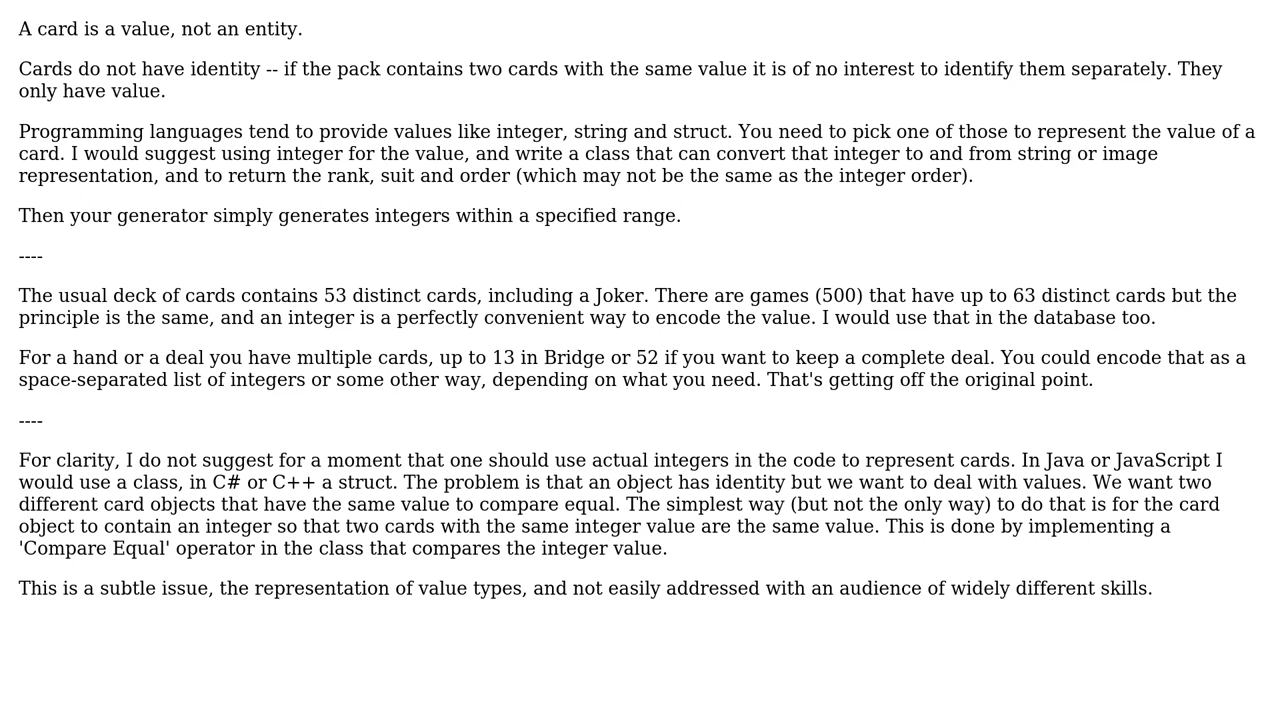 A card is a value, not an entity.
Cards do not have identity -- if the pack contains two cards with the same value it is of no interest to identify them separately. They
only have value.
Programming languages tend to provide values like integer, string and struct. You need to pick one of those to represent the value of a
card. I would suggest using integer for the value, and write a class that can convert that integer to and from string or image
representation, and to return the rank, suit and order (which may not be the same as the integer order).
Then your generator simply generates integers within a specified range.
----
The usual deck of cards contains 53 distinct cards, including a Joker. There are games (500) that have up to 63 distinct cards but the
principle is the same, and an integer is a perfectly convenient way to encode the value. I would use that in the database too.
For a hand or a deal you have multiple cards, up to 13 in Bridge or 52 if you want to keep a complete deal. You could encode that as a
space-separated list of integers or some other way, depending on what you need. That's getting off the original point.
----
For clarity, I do not suggest for a moment that one should use actual integers in the code to represent cards. In Java or JavaScript I
would use a class, in C# or C++ a struct. The problem is that an object has identity but we want to deal with values. We want two
different card objects that have the same value to compare equal. The simplest way (but not the only way) to do that is for the card
object to contain an integer so that two cards with the same integer value are the same value. This is done by implementing a
'Compare Equal' operator in the class that compares the integer value.
This is a subtle issue, the representation of value types, and not easily addressed with an audience of widely different skills.